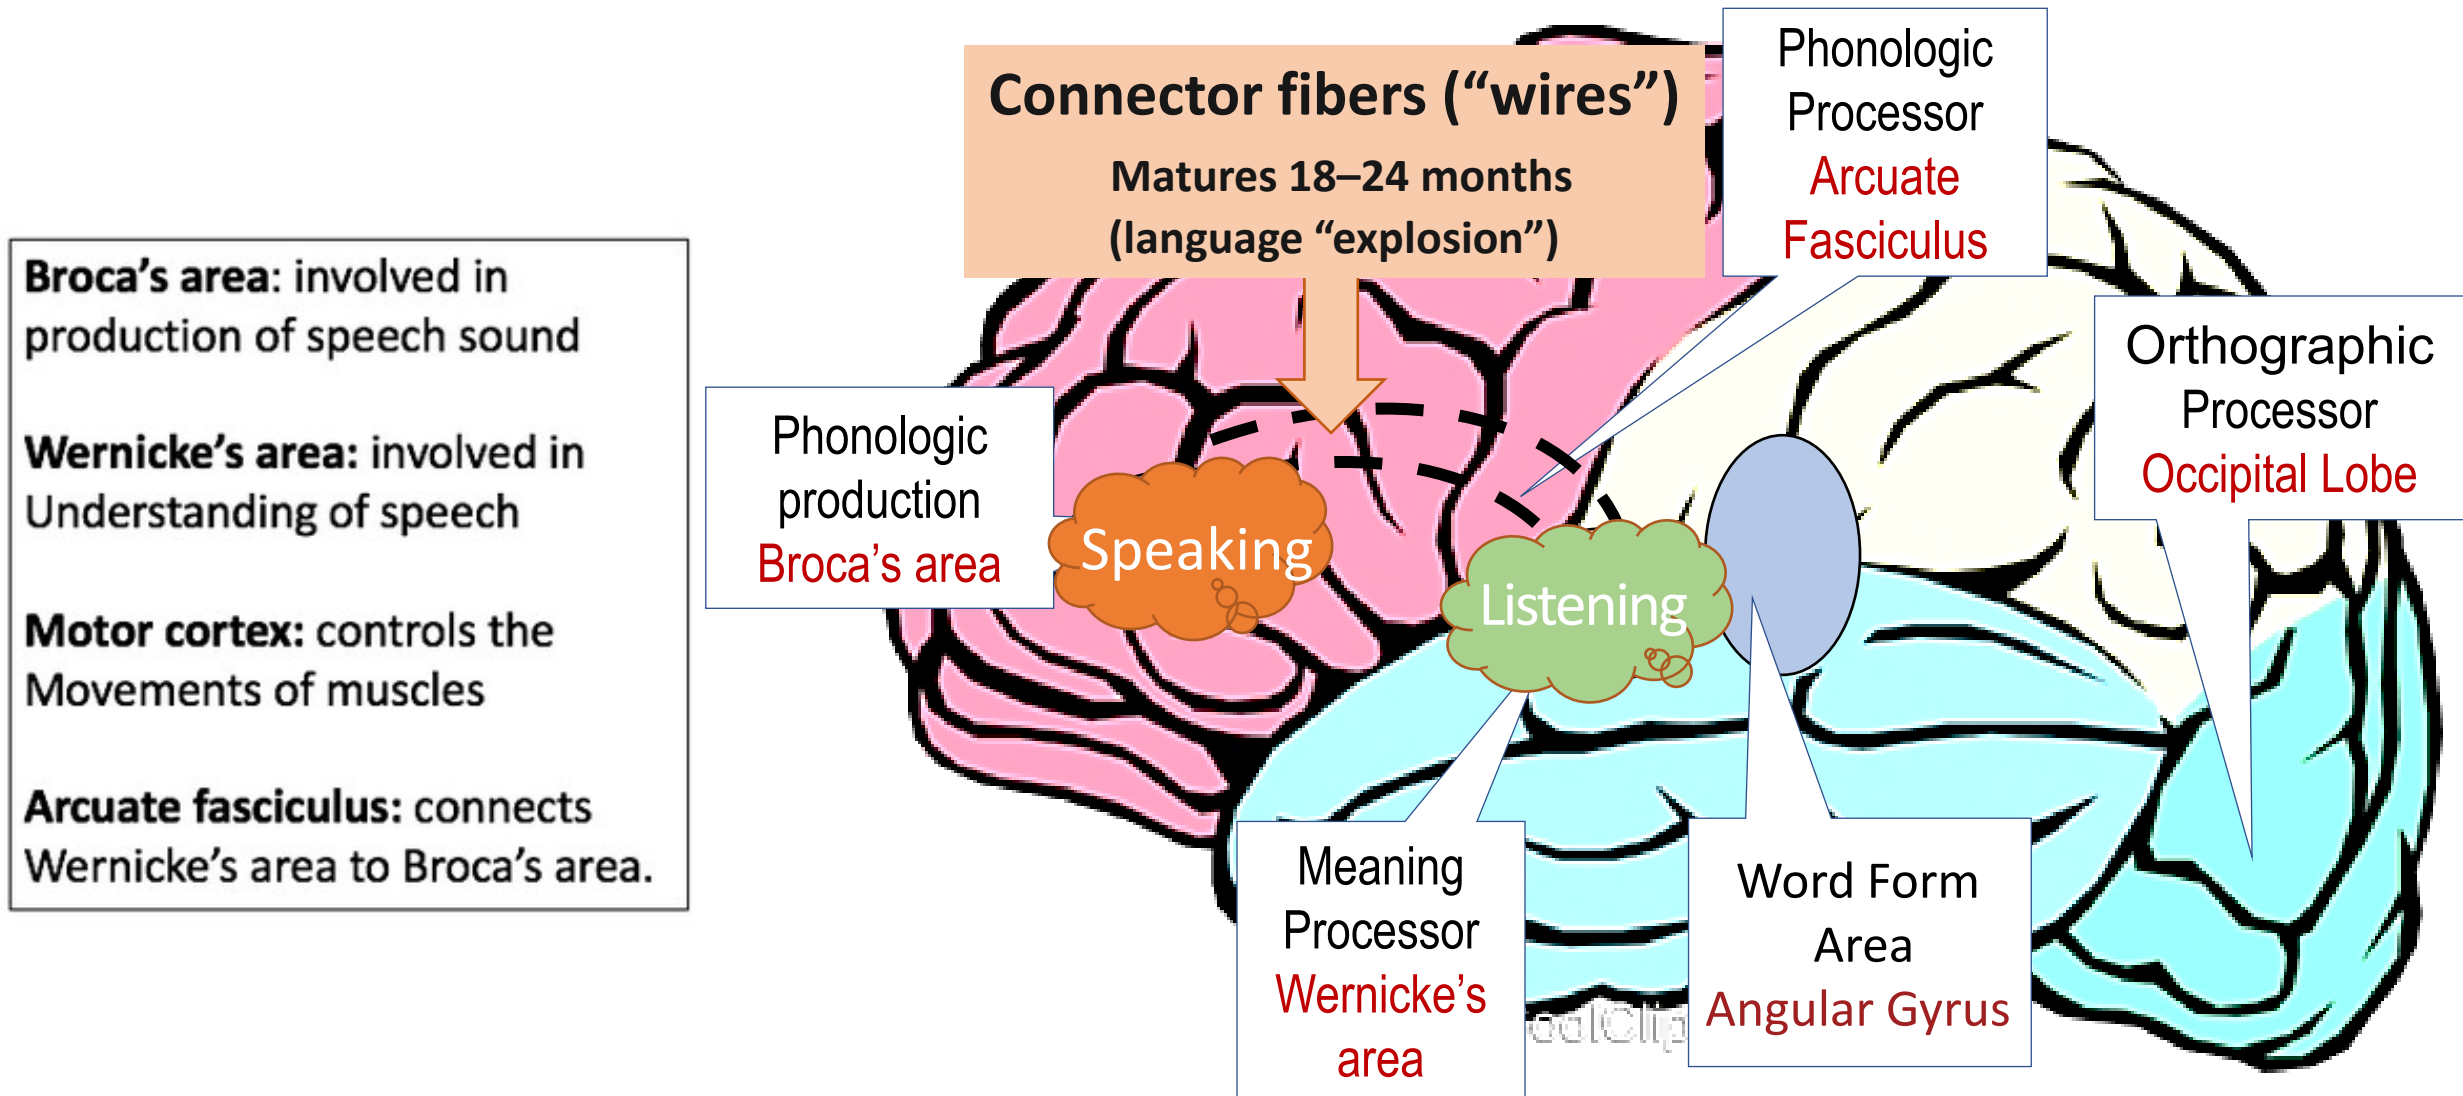 Broca’s area: involved in
production of speech sound
Wernicke’s area: involved in
Understanding of speech
Motor cortex: controls the
Movements of muscles
Arcuate fasciculus: connects
Wernicke’s area to Broca’s area.
Connector fibers (“wires”)
Matures 18–24 months
(language “explosion”)
Phonologic
Processor
Arcuate
Fasciculus
Orthographic
Processor
Occipital Lobe
Phonologic
production
Broca’s area
Speaking
Listening
Meaning
Processor
Wernicke’s
area
Word Form
Area
Angular Gyrus